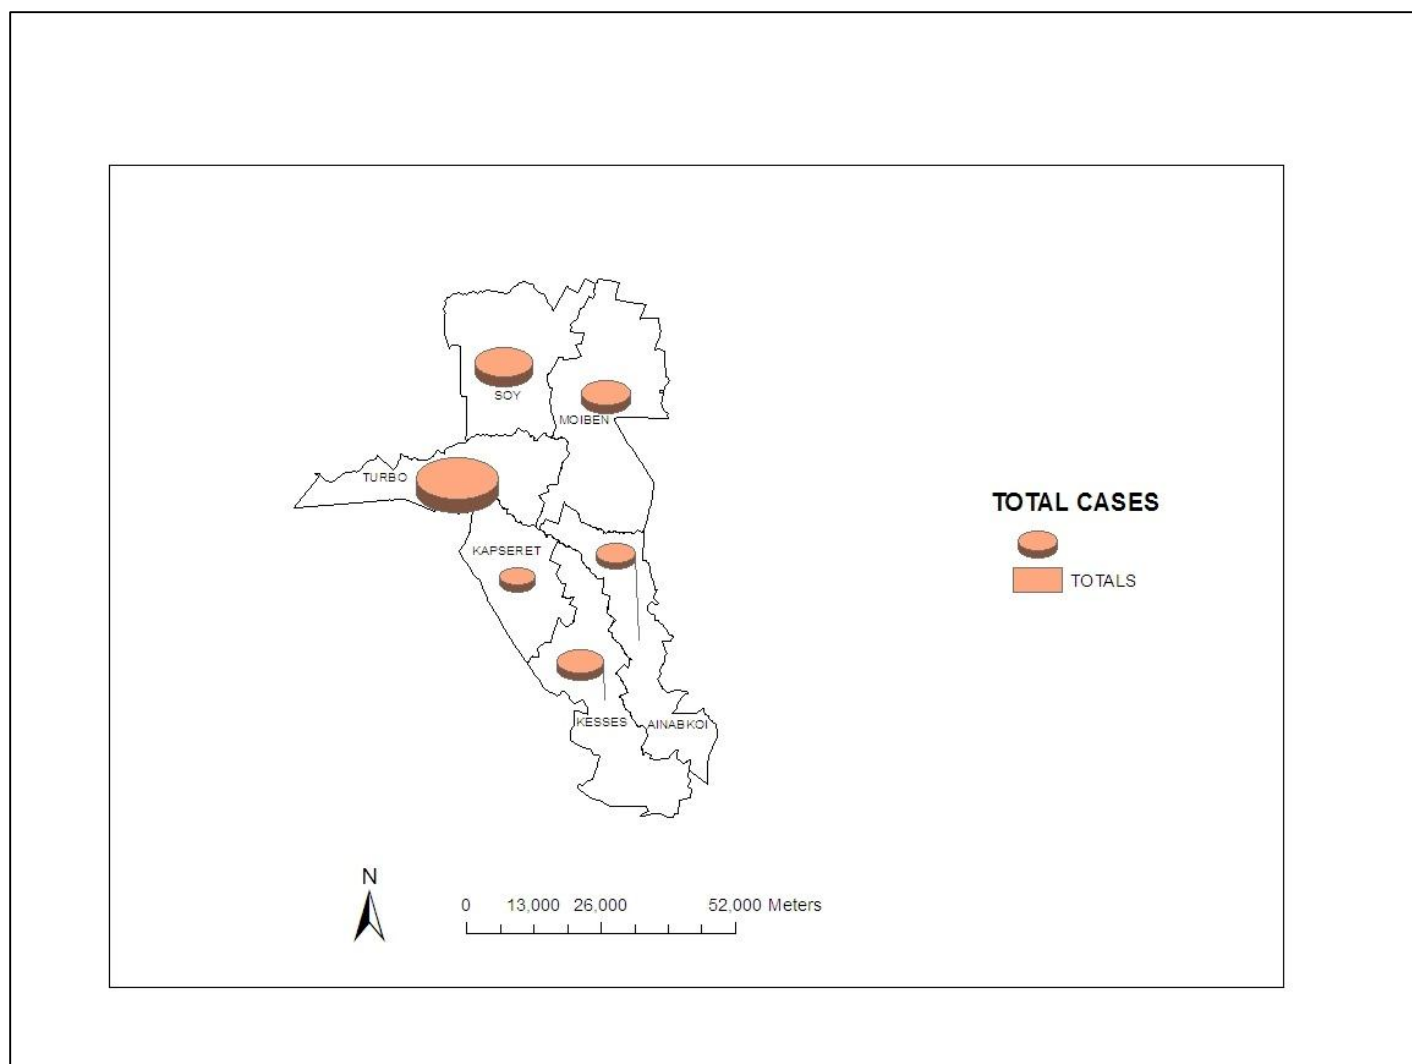 SOY
MOIBEN
TURBO
KAPSERET
KESSES
AINABKOI
TOTAL CASES
TOTALS
N
0 13,000 26,000 52,000 Meters